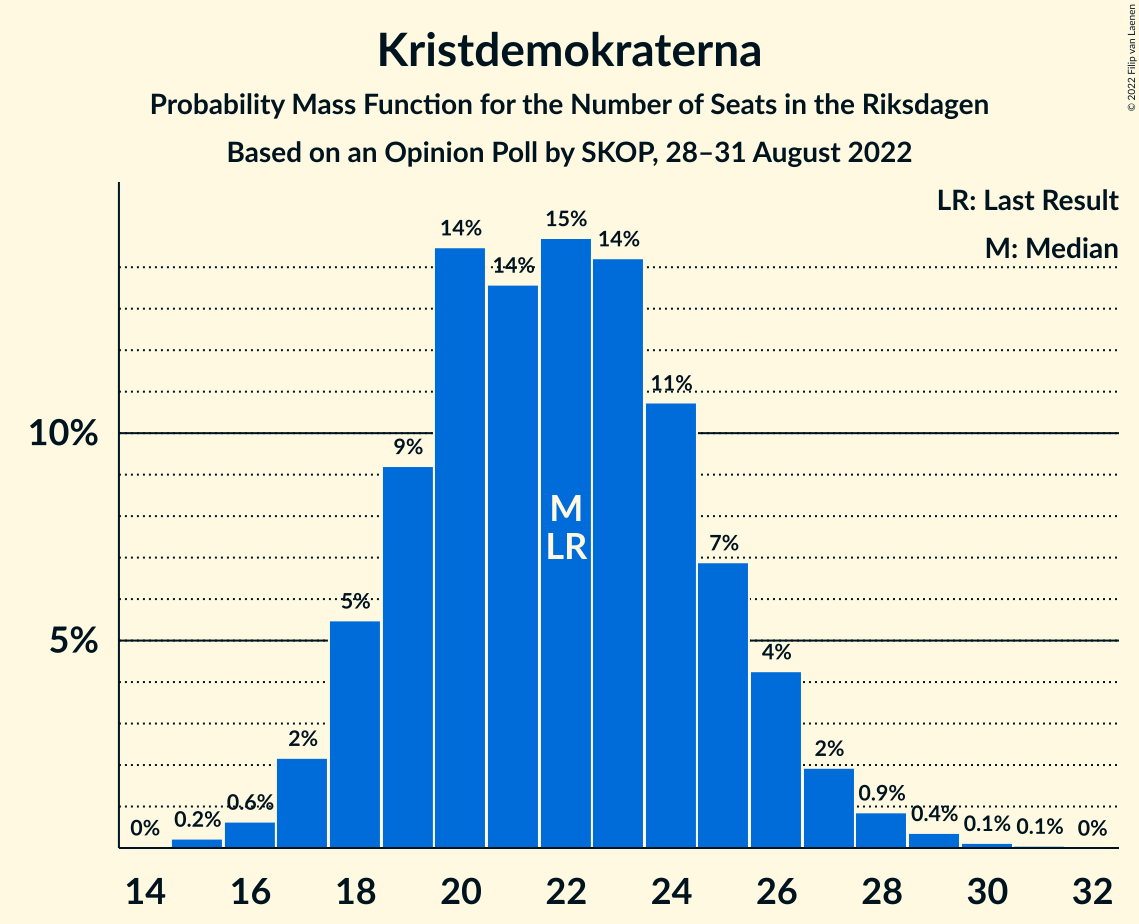 © 2022 Filip van Laenen
Kristdemokraterna
Probability Mass Function for the Number of Seats in the Riksdagen
Based on an Opinion Poll by SKOP, 28–31 August 2022
LR: Last Result
M: Median
10%
5%
0%
0.2%
0.6%
2%
5%
9%
14%
14%
15%
14%
11%
7%
4%
2%
0.9%
0.4%
0.1%
0.1%
0%
M
LR
14 16 18 20 22 24 26 28 30 32